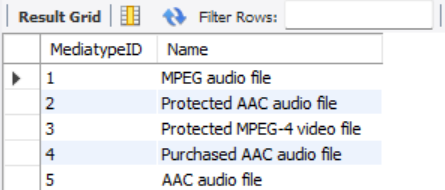 Result Grid Filter Rows:
MediatypeID Name
1 MPEG audio file
2 Protected AAC audio file
3 Protected MPEG-4 video file
4 Purchased AAC audio file
5 AAC audio file